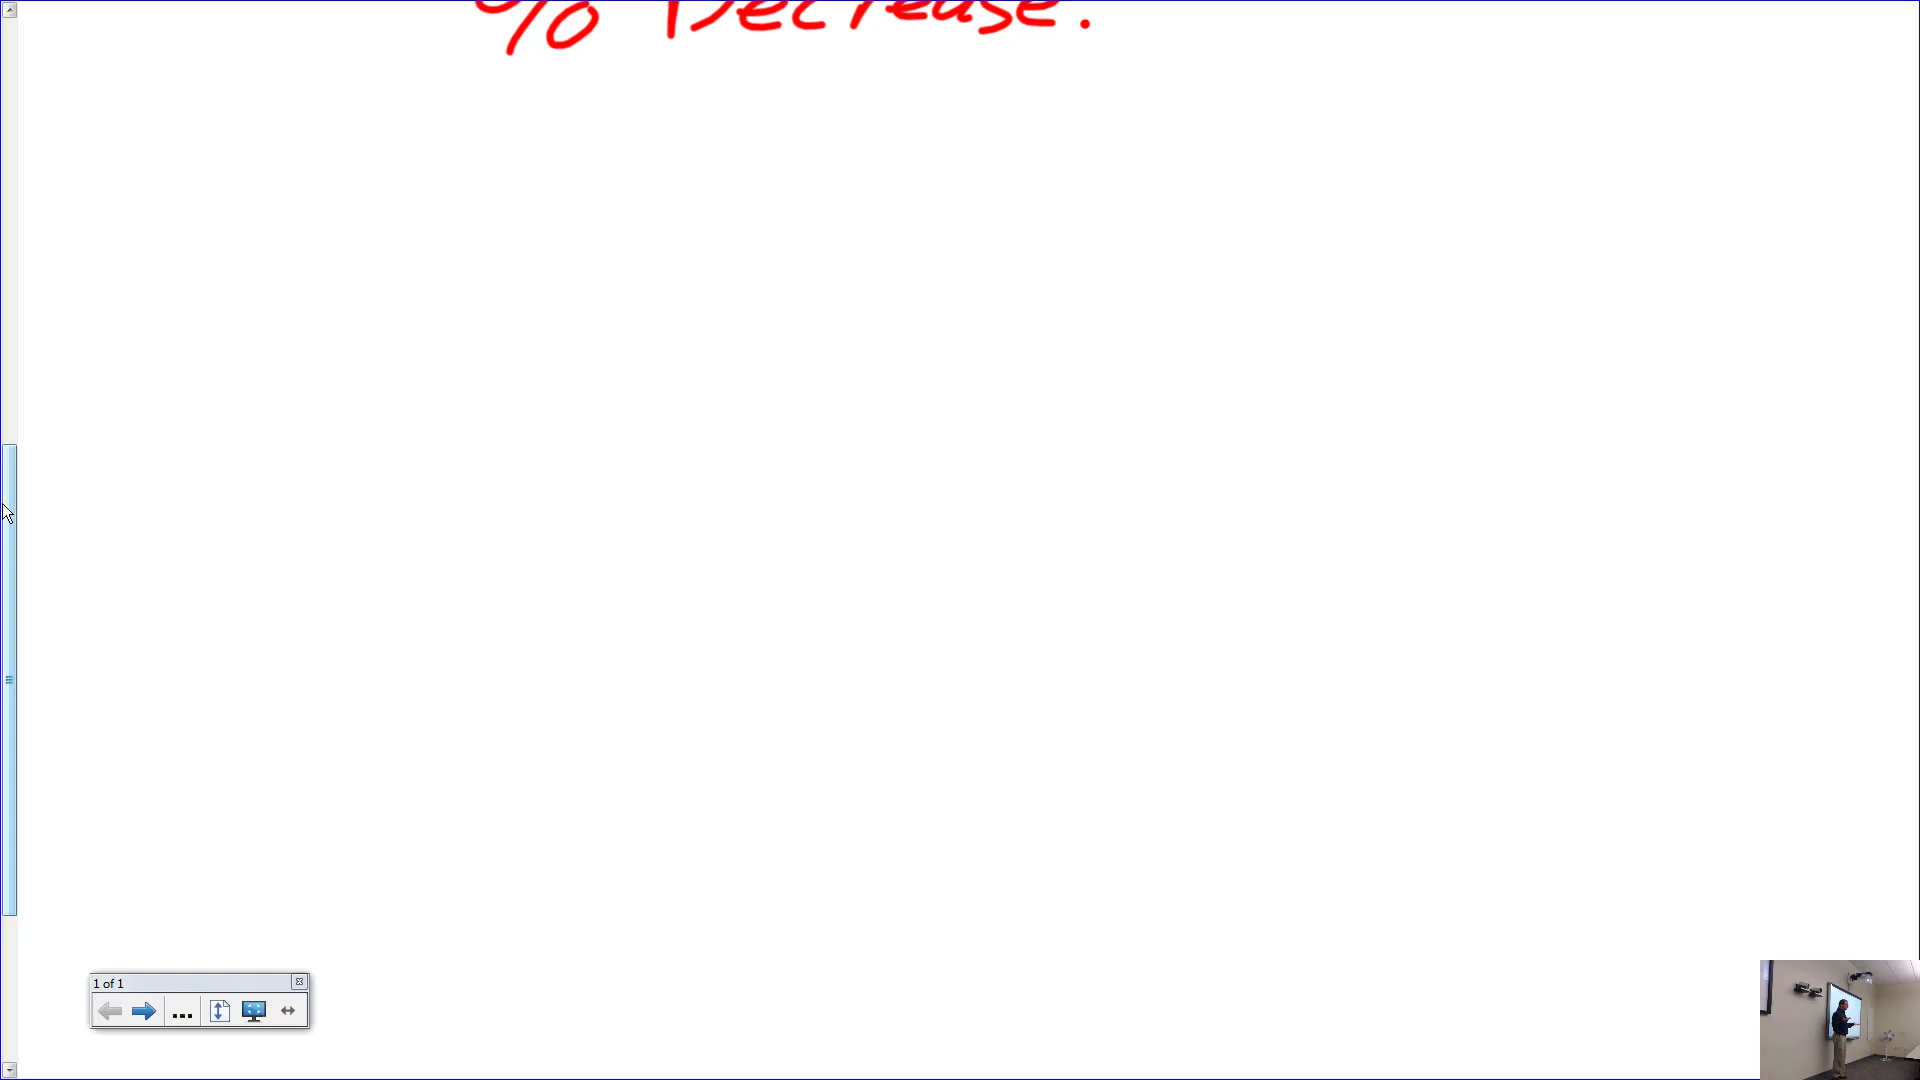 % Decrease.
1 of 1